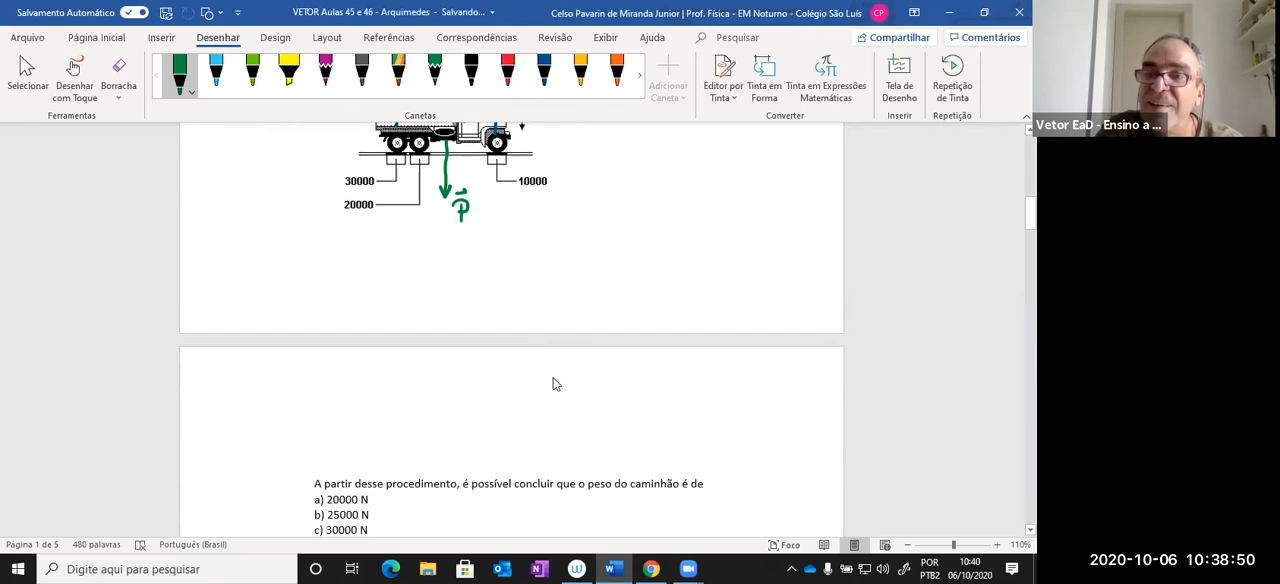 Salvamento Automático
VETOR Aulas 45 e 46 - Arquimedes - Salvando...
Celso Pavarin de Miranda Junior | Prof. Física - EM Noturno - Colégio São Luís
CP
Arquivo Página Inicial Inserir Desenhar Design Layout Referências Correspondências Revisão Exibir Ajuda Pesquisar Compartilhar Comentários
Selecionar Desenhar com Toque Borracha
Adicionar Caneta
Editor por Tinta Tinta em Forma Tinta em Expressões Matemáticas Tela de Desenho Repetição de Tinta
Ferramentas Canetas Converter Inserir Repetição
Vetor EaD - Ensino a ...
30000
10000
20000
P
A partir desse procedimento, é possível concluir que o peso do caminhão é de
a) 20000 N
b) 25000 N
c) 30000 N
Página 1 de 5 480 palavras Português (Brasil) Foco 110%
Digite aqui para pesquisar
POR
PTB2
10:40
06/10/2020
2020-10-06 10:38:50